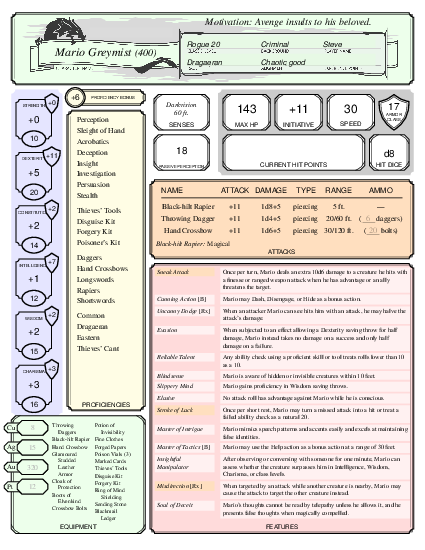 Motivation: Avenge insults to his beloved.
Mario Greymist (400)
Rogue 20 Criminal Steve
Dragaeran Chaotic good
STRENGTH +0
+0
10
DEXTERITY +11
+5
20
CONSTITUTION +2
+2
14
INTELLIGENCE +7
+1
12
WISDOM +2
+2
15
CHARISMA +3
+3
16
+6 PROFICIENCY BONUS
Perception
Sleight of Hand
Acrobatics
Deception
Insight
Investigation
Persuasion
Stealth
Thieves' Tools
Disguise Kit
Forgery Kit
Poisoner's Kit
Daggers
Hand Crossbows
Longswords
Rapiers
Shortswords
Common
Dragaeran
Eastern
Thieves' Cant
PROFICIENCIES
Darkvision
60 ft.
SENSES
143
MAX HP
+11
INITIATIVE
30
SPEED
17
ARMOR
CLASS
18
PASSIVE PERCEPTION
CURRENT HIT POINTS
d8
HIT DICE
NAME ATTACK DAMAGE TYPE RANGE AMMO
Black-hilt Rapier +11 1d8+5 piercing 5 ft. —
Throwing Dagger +11 1d4+5 piercing 20/60 ft. ( 6 daggers)
Hand Crossbow +11 1d6+5 piercing 30/120 ft. ( 20 bolts)
Black-hilt Rapier: Magical
ATTACKS
Sneak Attack Once per turn, Mario deals an extra 10d6 damage to a creature he hits with
a finesse or ranged weapon attack when he has advantage or an ally
threatens the target.
Cunning Action [B] Mario may Dash, Disengage, or Hide as a bonus action.
Uncanny Dodge [Rx] When an attacker Mario can see hits him with an attack, he may halve the
attack's damage.
Evasion When subjected to an effect allowing a Dexterity saving throw for half
damage, Mario instead takes no damage on a success and only half
damage on a failure.
Reliable Talent Any ability check using a proficient skill or tool treats rolls lower than 10
as a 10.
Blindsense Mario is aware of hidden or invisible creatures within 10 feet.
Slippery Mind Mario gains proficiency in Wisdom saving throws.
Elusive No attack roll has advantage against Mario while he is conscious.
Stroke of Luck Once per short rest, Mario may turn a missed attack into a hit or treat a
failed ability check as a natural 20.
Master of Intrigue Mario mimics speech patterns and accents easily and excels at maintaining
false identities.
Master of Tactics [B] Mario may use the Help action as a bonus action at a range of 30 feet.
Insightful
Manipulator
After observing or conversing with someone for one minute, Mario can
assess whether the creature surpasses him in Intelligence, Wisdom,
Charisma, or class levels.
Misdirection [Rx] When targeted by an attack while another creature is nearby, Mario may
cause the attack to target the other creature instead.
Soul of Deceit Mario's thoughts cannot be read by telepathy unless he allows it, and he
presents false thoughts when magically compelled.
FEATURES
Cu 8
Ag 15
Au 120
Pt 12
Throwing
Daggers
Black-hilt Rapier
Hand Crossbow
Glamoured
Studded
Leather
Armor
Cloak of
Protection
Boots of
Elvenkind
Crossbow Bolts
Potion of
Invisibility
Fine Clothes
Forged Papers
Poison Vials (3)
Marked Cards
Thieves' Tools
Disguise Kit
Forgery Kit
Ring of Mind
Shielding
Sending Stone
Blackmail
Ledger
EQUIPMENT